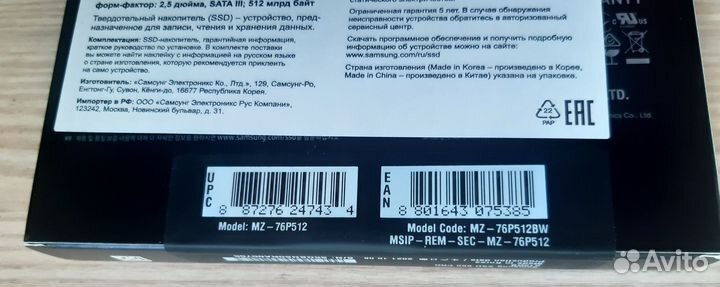 форм-фактор: 2,5 дюйма, SATA III; 512 млрд байт
Твердотельный накопитель (SSD) – устройство, пред-
назначенное для записи, чтения и хранения данных.
Комплектация: SSD-накопитель, гарантийная информация,
краткое руководство по установке. В комплекте поставки
вы можете найти наклейку с информацией на русском языке
о стране изготовления, которую рекомендуется приклеить
на само устройство.
Изготовитель: «Самсунг Электроникс Ко., Лтд.», 129, Самсунг-Ро,
Енгтонг-Гу, Сувон, Кёнги-до, 16677 Республика Корея.
Импортер в РФ: ООО «Самсунг Электроникс Рус Компани»,
123242, Москва, Новинский бульвар, д. 31.
Ограниченная гарантия 5 лет. В случае обнаружения
неисправности устройства обратитесь в авторизованный
сервисный центр.
Скачать программное обеспечение и получить подробную
информацию об устройстве можно на сайте:
www.samsung.com/ru/ssd
Страна изготовления (Made in Korea – произведено в Корее,
Made in China – произведено в Китае) указана на упаковке.
22
PAP
EAC
LTD.
www.samsung.com/ssd
UPC
8 87276 24743 4
Model: MZ-76P512
EAN
8 801643 075385
Model Code: MZ-76P512BW
MSIP-REM-SEC-MZ-76P512
Avito